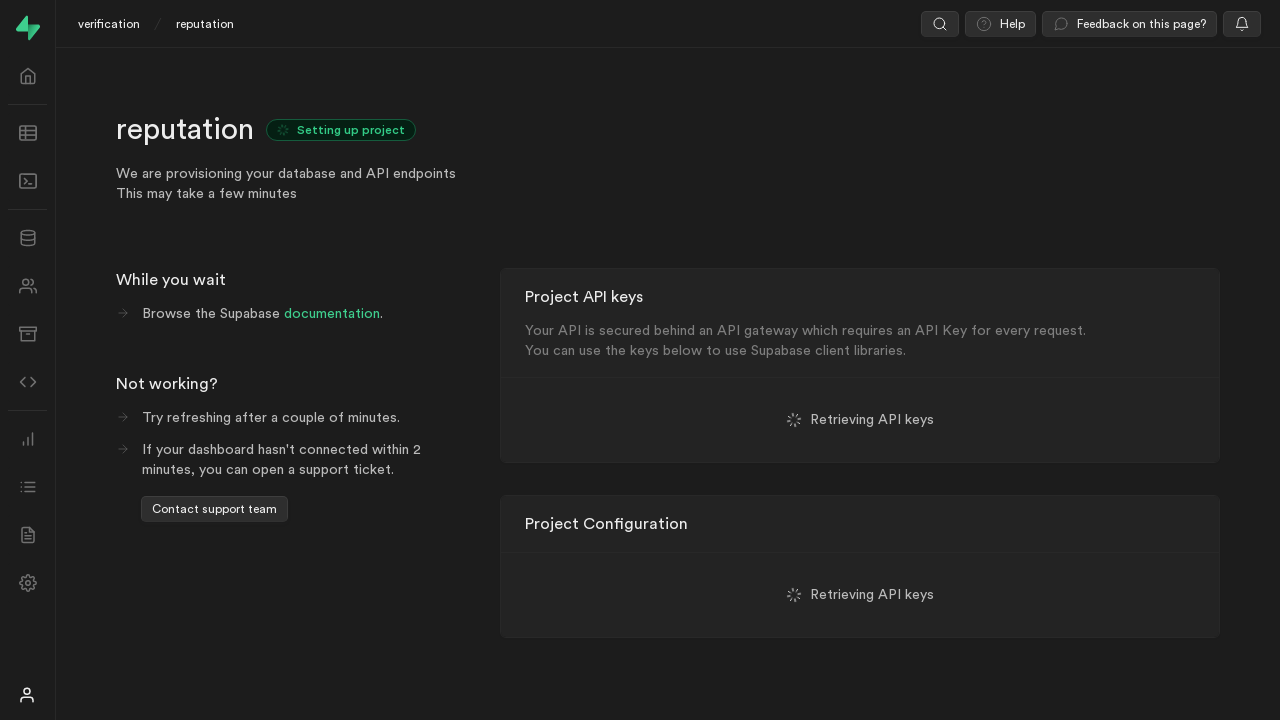 verification / reputation
Help
Feedback on this page?
reputation
Setting up project
We are provisioning your database and API endpoints
This may take a few minutes
While you wait
Browse the Supabase documentation.
Not working?
Try refreshing after a couple of minutes.
If your dashboard hasn't connected within 2
minutes, you can open a support ticket.
Contact support team
Project API keys
Your API is secured behind an API gateway which requires an API Key for every request.
You can use the keys below to use Supabase client libraries.
Retrieving API keys
Project Configuration
Retrieving API keys